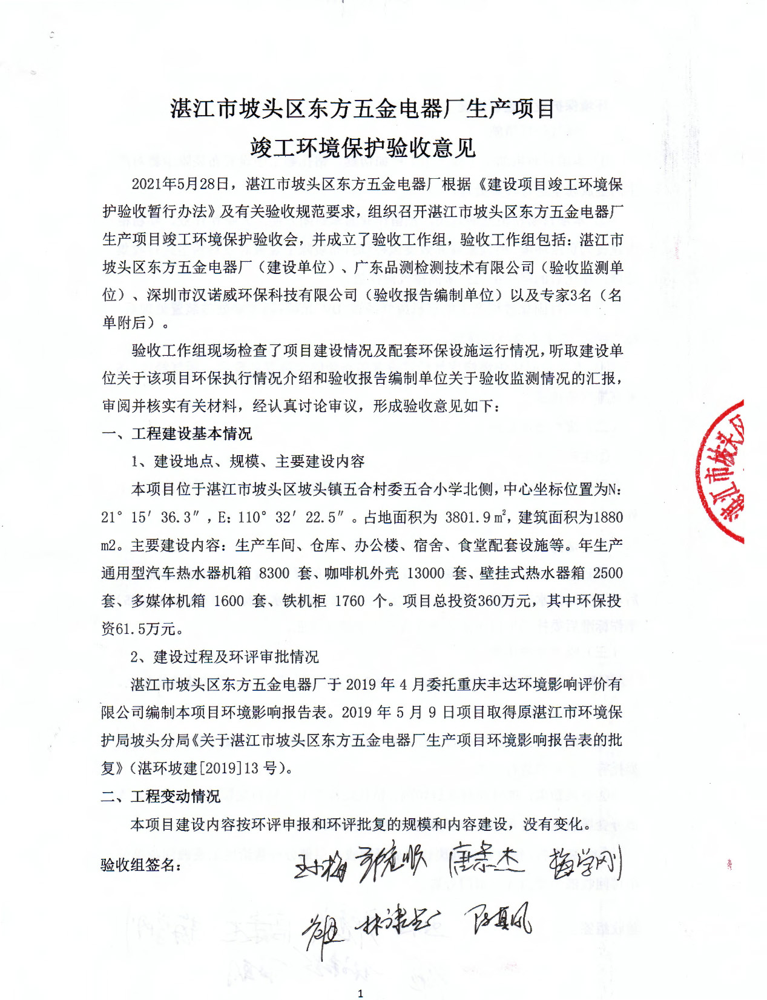 湛江市坡头区东方五金电器厂生产项目
竣工环境保护验收意见
2021年5月28日，湛江市坡头区东方五金电器厂根据《建设项目竣工环境保
护验收暂行办法》及有关验收规范要求，组织召开湛江市坡头区东方五金电器厂
生产项目竣工环境保护验收会，并成立了验收工作组，验收工作组包括：湛江市
坡头区东方五金电器厂（建设单位）、广东品测检测技术有限公司（验收监测单
位）、深圳市汉诺威环保科技有限公司（验收报告编制单位）以及专家3名（名
单附后）。
验收工作组现场检查了项目建设情况及配套环保设施运行情况，听取建设单
位关于该项目环保执行情况介绍和验收报告编制单位关于验收监测情况的汇报，
审阅并核实有关材料，经认真讨论审议，形成验收意见如下：
一、工程建设基本情况
1、建设地点、规模、主要建设内容
本项目位于湛江市坡头区坡头镇五合村委五合小学北侧，中心坐标位置为N：
21° 15′ 36.3″，E：110° 32′ 22.5″。占地面积为 3801.9㎡，建筑面积为1880
m2。主要建设内容：生产车间、仓库、办公楼、宿舍、食堂配套设施等。年生产
通用型汽车热水器机箱 8300 套、咖啡机外壳 13000 套、壁挂式热水器箱 2500
套、多媒体机箱 1600 套、铁机柜 1760 个。项目总投资360万元，其中环保投
资61.5万元。
2、建设过程及环评审批情况
湛江市坡头区东方五金电器厂于 2019 年 4 月委托重庆丰达环境影响评价有
限公司编制本项目环境影响报告表。2019 年 5 月 9 日项目取得原湛江市环境保
护局坡头分局《关于湛江市坡头区东方五金电器厂生产项目环境影响报告表的批
复》（湛环坡建[2019]13 号）。
二、工程变动情况
本项目建设内容按环评申报和环评批复的规模和内容建设，没有变化。
验收组签名：
湛江市坡头区
1